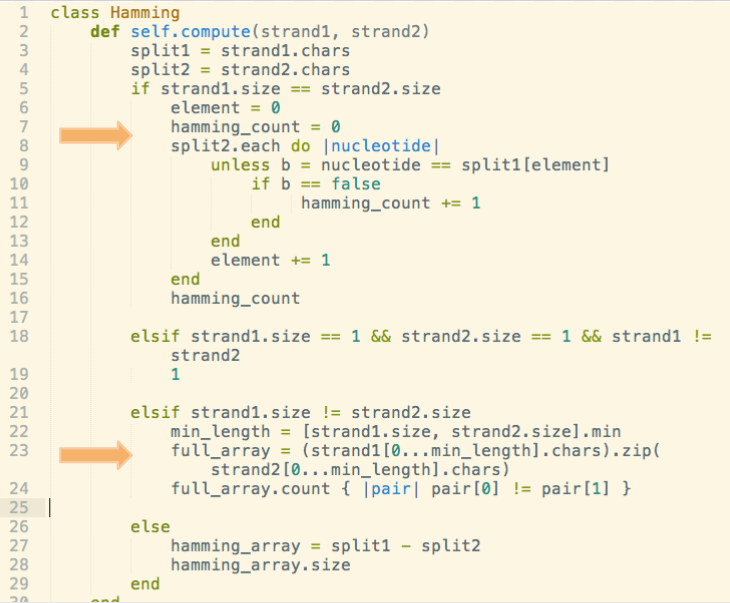 1 class Hamming
2     def self.compute(strand1, strand2)
3         split1 = strand1.chars
4         split2 = strand2.chars
5         if strand1.size == strand2.size
6             element = 0
7             hamming_count = 0
8             split2.each do |nucleotide|
9                 unless b = nucleotide == split1[element]
10                     if b == false
11                          hamming_count += 1
12                     end
13                 end
14                 element += 1
15             end
16             hamming_count
17
18         elsif strand1.size == 1 && strand2.size == 1 && strand1 !=
            strand2
19             1
20
21         elsif strand1.size != strand2.size
22             min_length = [strand1.size, strand2.size].min
23             full_array = (strand1[0...min_length].chars).zip(
                strand2[0...min_length].chars)
24             full_array.count { |pair| pair[0] != pair[1] }
25
26         else
27             hamming_array = split1 - split2
28             hamming_array.size
29         end
30     end